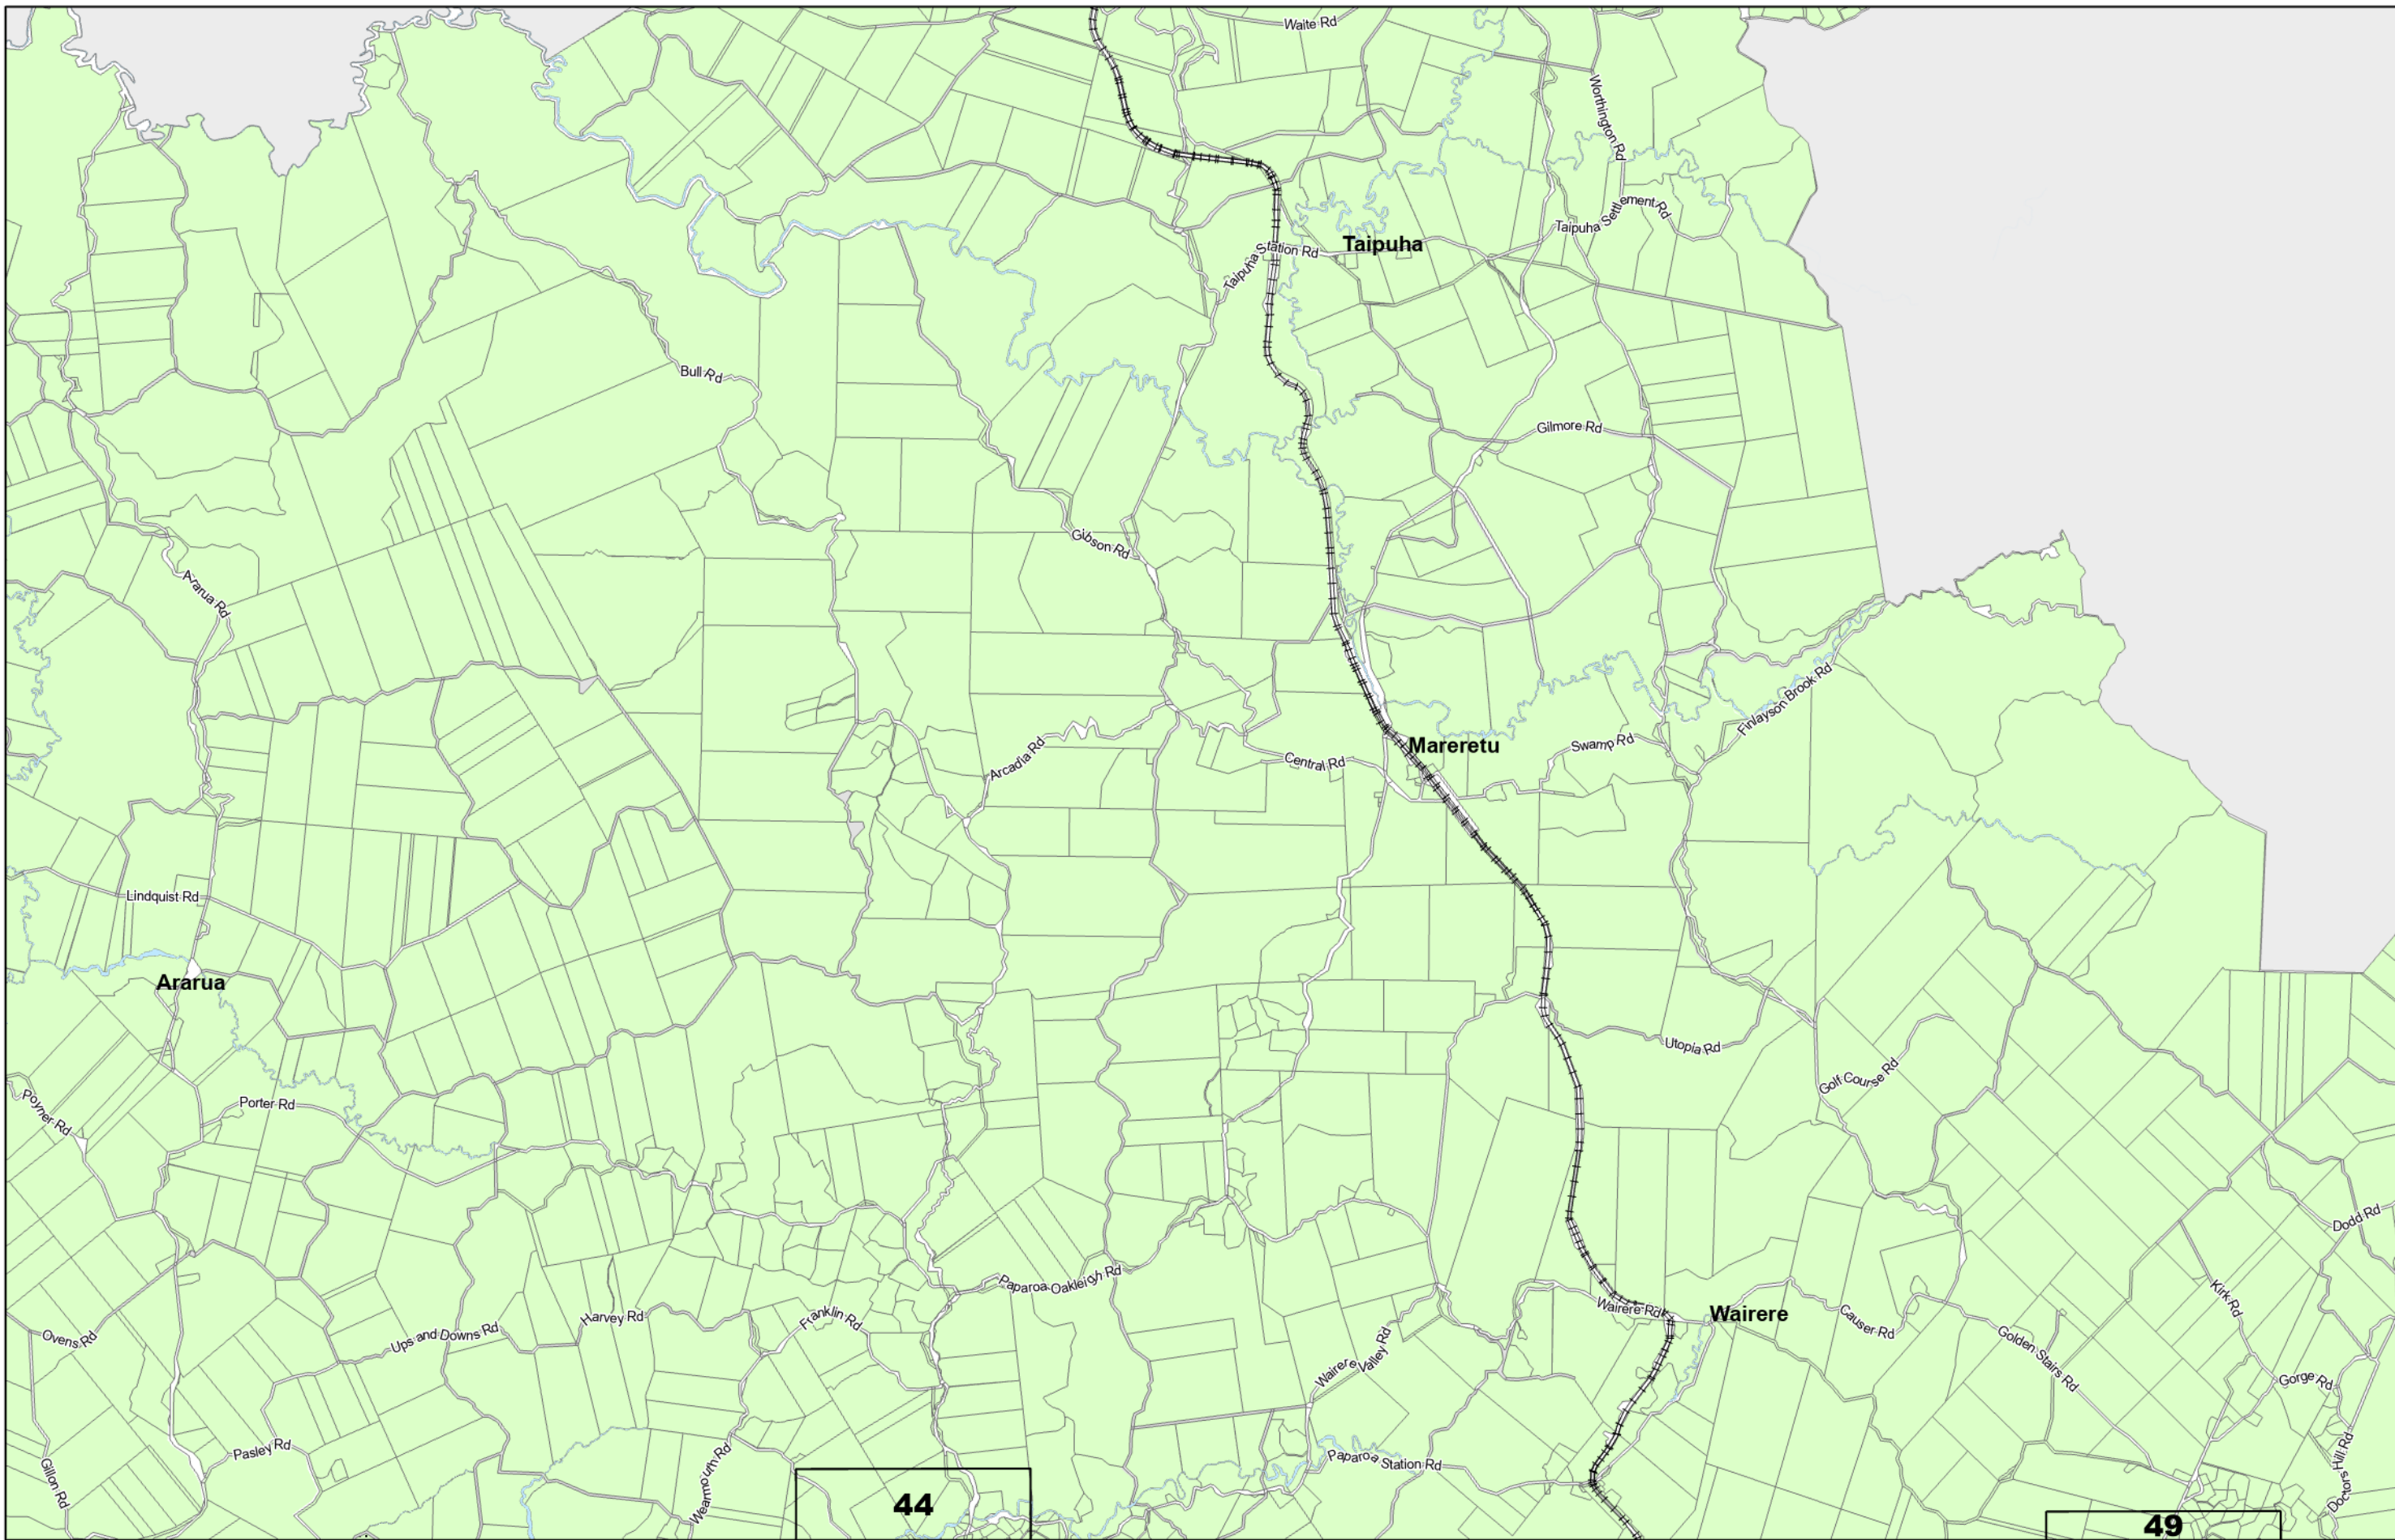 Waite Rd
Worthington Rd
Taipuha Settlement Rd
Taipuha
Taipuha Station Rd
Bull Rd
Gilmore Rd
Gibson Rd
Ararua Rd
Finlayson Brook Rd
Mareretu
Swamp Rd
Arcadia Rd
Central Rd
Lindquist Rd
Ararua
Utopia Rd
Golf Course Rd
Poyner Rd
Porter Rd
Dodd Rd
Paparoa Oakleigh Rd
Kirk Rd
Wairere Rd
Wairere
Causer Rd
Harvey Rd
Franklin Rd
Ovens Rd
Ups and Downs Rd
Golden Stairs Rd
Wairere Valley Rd
Gorge Rd
Pasley Rd
Paparoa Station Rd
Gillon Rd
Wearmouth Rd
Doctors Hill Rd
44
49